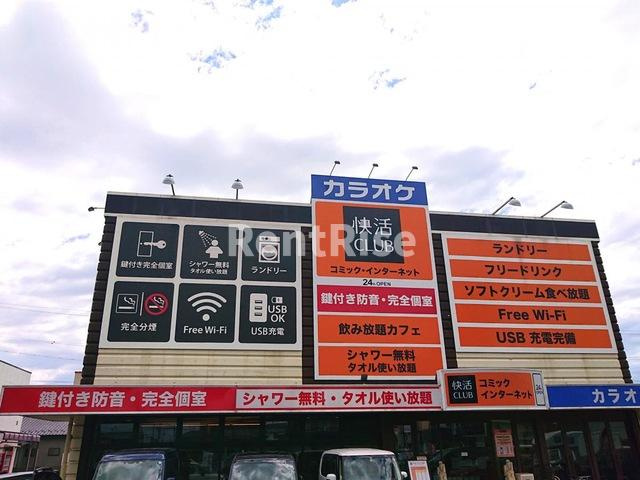 カラオケ
快活
CLUB
コミック・インターネット
24h OPEN
鍵付き防音・完全個室
飲み放題カフェ
シャワー無料
タオル使い放題
鍵付き完全個室
シャワー無料
タオル使い放題
ランドリー
完全分煙
Free Wi-Fi
USB
OK
USB充電
ランドリー
フリードリンク
ソフトクリーム食べ放題
Free Wi-Fi
USB 充電完備
RentRise
鍵付き防音・完全個室
シャワー無料・タオル使い放題
快活
CLUB
コミック
インターネット
24h
カラオ